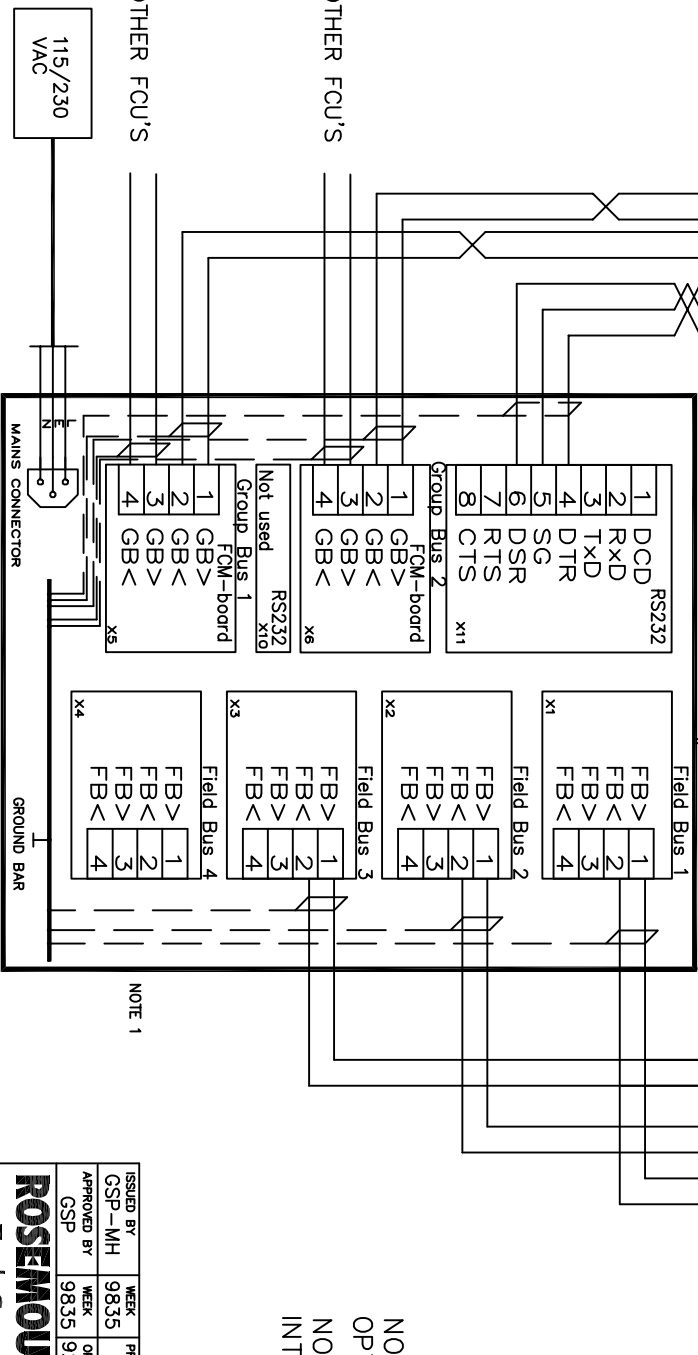 RS232
1 DCD
2 RxD
3 TxD
4 DTR
5 SG
6 DSR
7 RTS
8 CTS
X11
Group Bus 2
FCM-board
1 GB>
2 GB<
3 GB>
4 GB<
X6
OTHER FCU'S
RS232
Not used
X10
Group Bus 1
FCM-board
1 GB>
2 GB<
3 GB>
4 GB<
X5
OTHER FCU'S
115/230
VAC
L
E
N
MAINS CONNECTOR
Field Bus 1
FB> 1
FB< 2
FB> 3
FB< 4
X1
Field Bus 2
FB> 1
FB< 2
FB> 3
FB< 4
X2
Field Bus 3
FB> 1
FB< 2
FB> 3
FB< 4
X3
Field Bus 4
FB> 1
FB< 2
FB> 3
FB< 4
X4
GROUND BAR
NOTE 1
NO
OP
NO
INT
ISSUED BY WEEK
GSP-MH 9835
APPROVED BY WEEK
GSP 9835
ROSEMOU